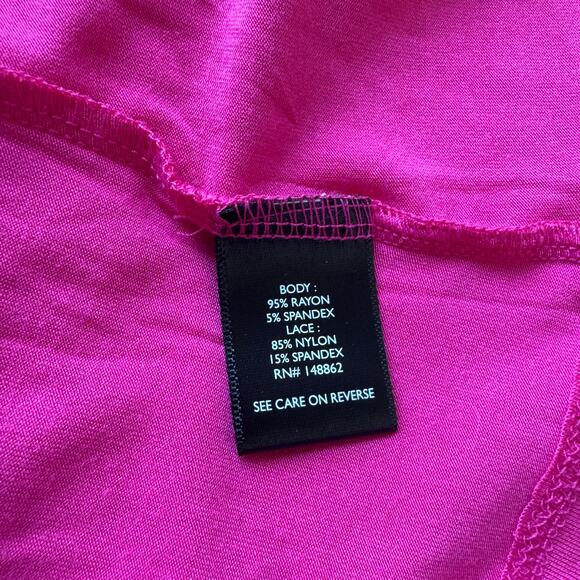 BODY :
95% RAYON
5% SPANDEX
LACE :
85% NYLON
15% SPANDEX
RN# 148862
SEE CARE ON REVERSE